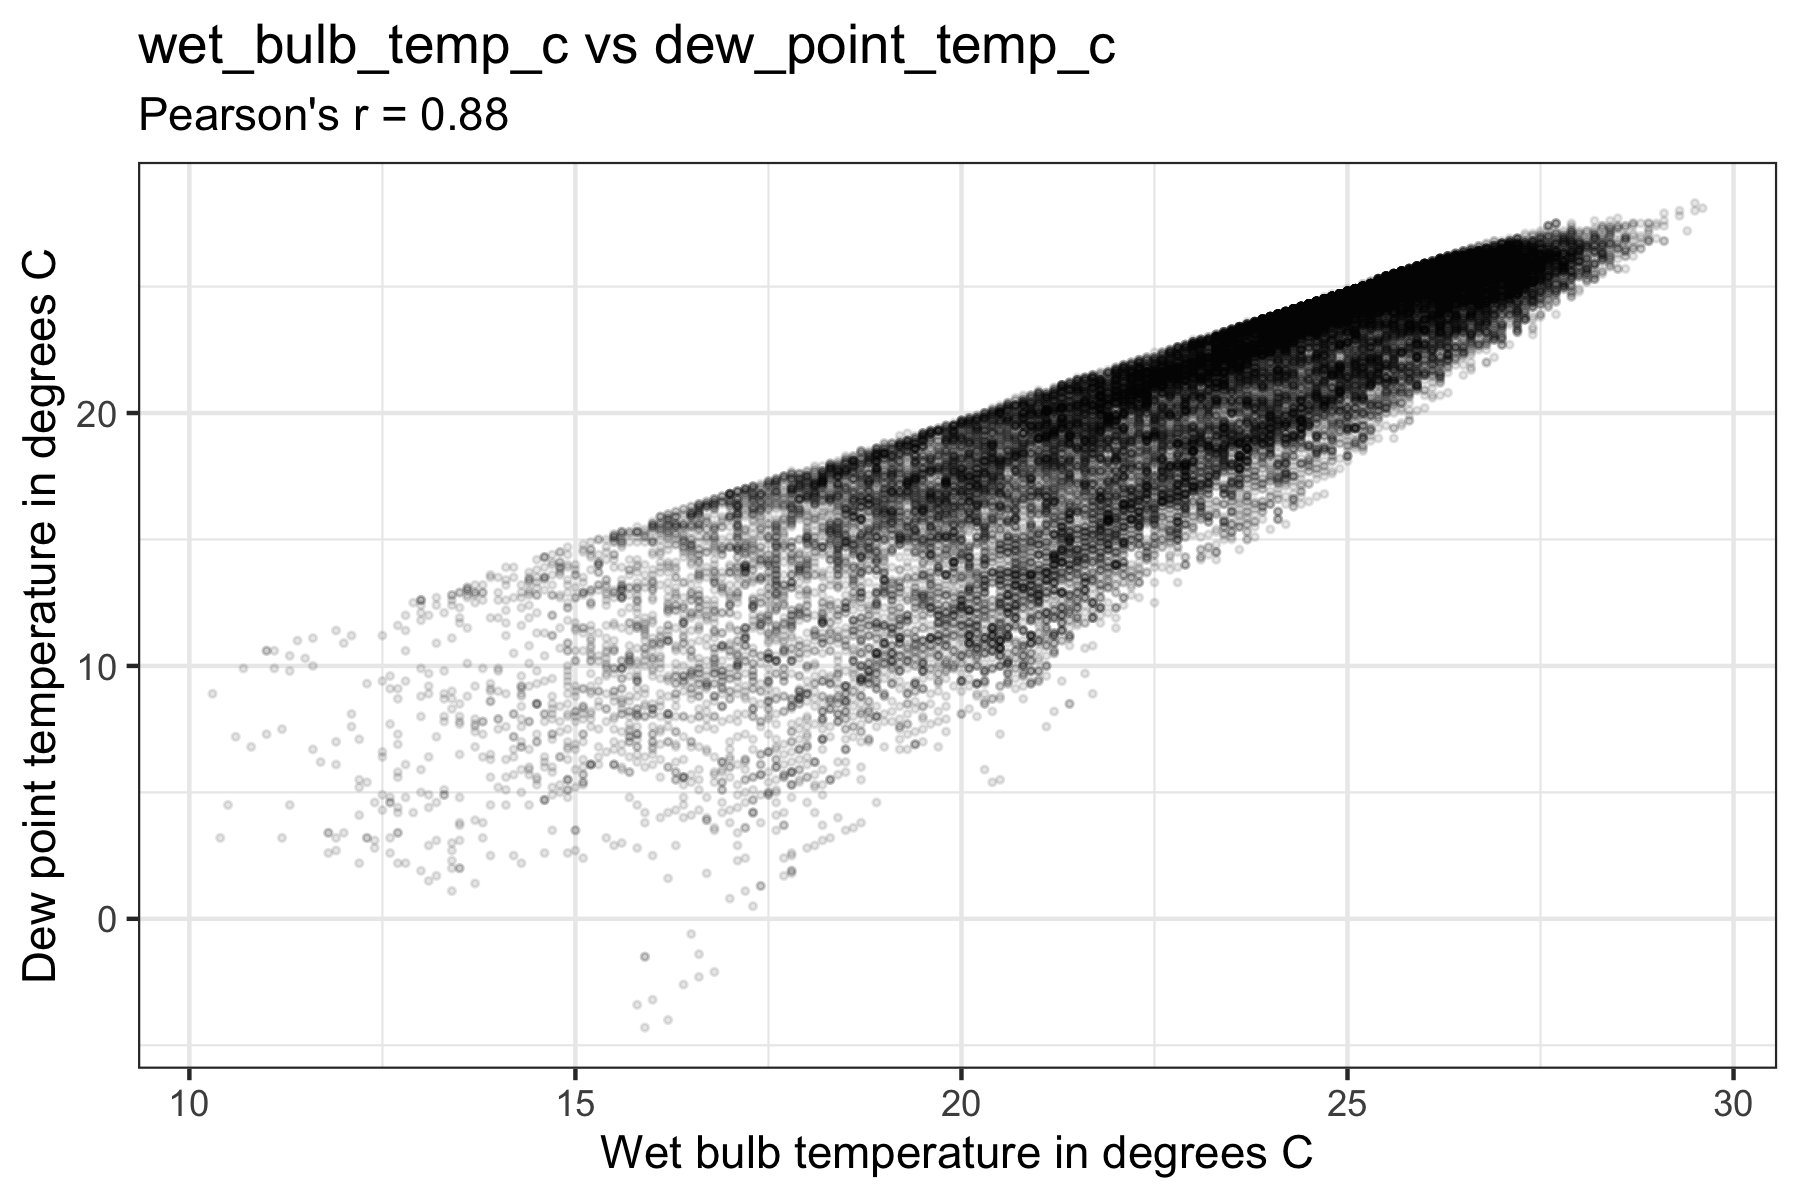 wet_bulb_temp_c vs dew_point_temp_c
Pearson's r = 0.88
Dew point temperature in degrees C
20
10
0
10 15 20 25 30
Wet bulb temperature in degrees C